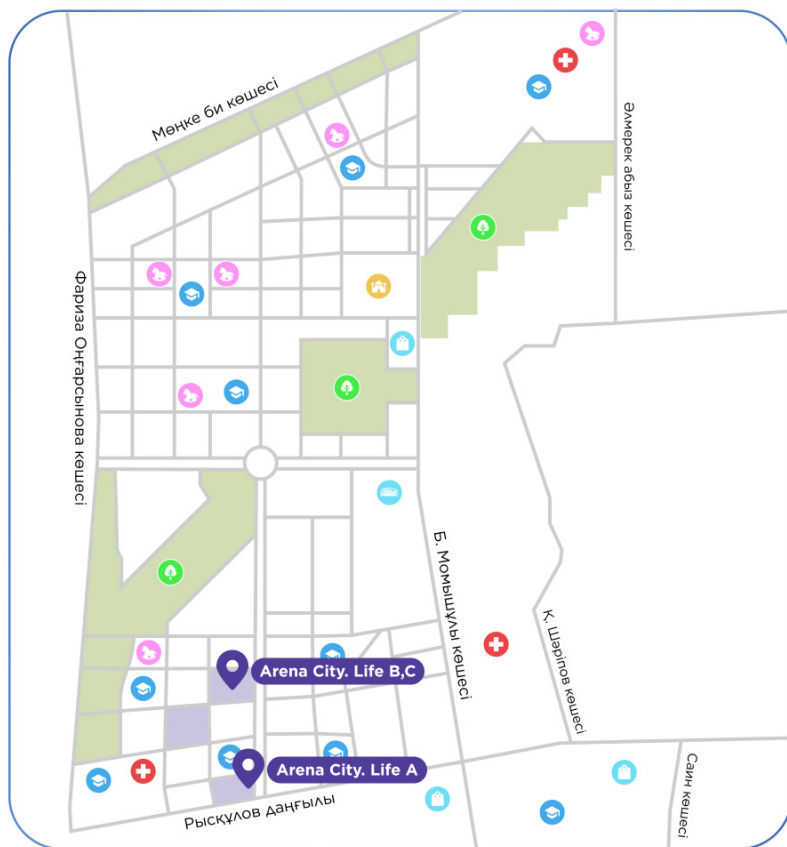 Мөңке би көшесі
Әлмерек абыз көшесі
Фариза Оңғарсынова көшесі
Б. Момышұлы көшесі
Қ. Шәріпов көшесі
Arena City. Life B,C
Arena City. Life A
Рысқұлов даңғылы
Саин көшесі